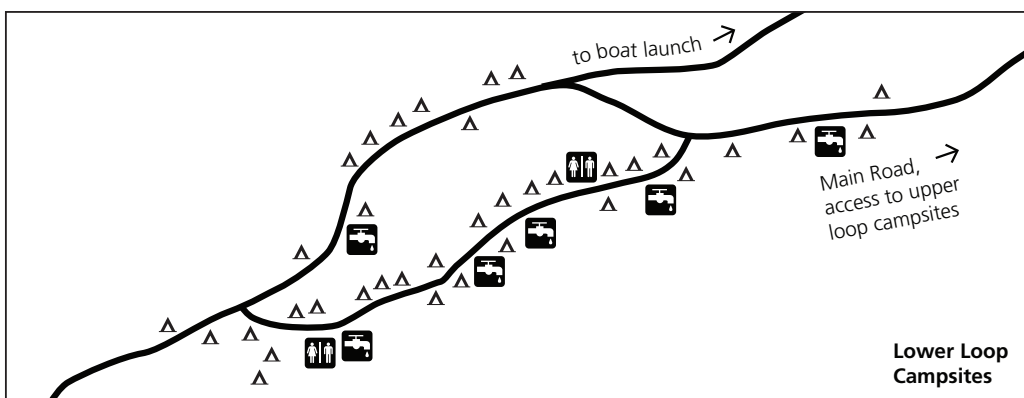 to boat launch
Main Road,
access to upper
loop campsites
Lower Loop
Campsites